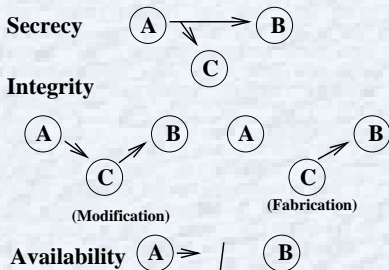 Secrecy A B
C
Integrity
A B A B
C C
(Modification) (Fabrication)
Availability A B